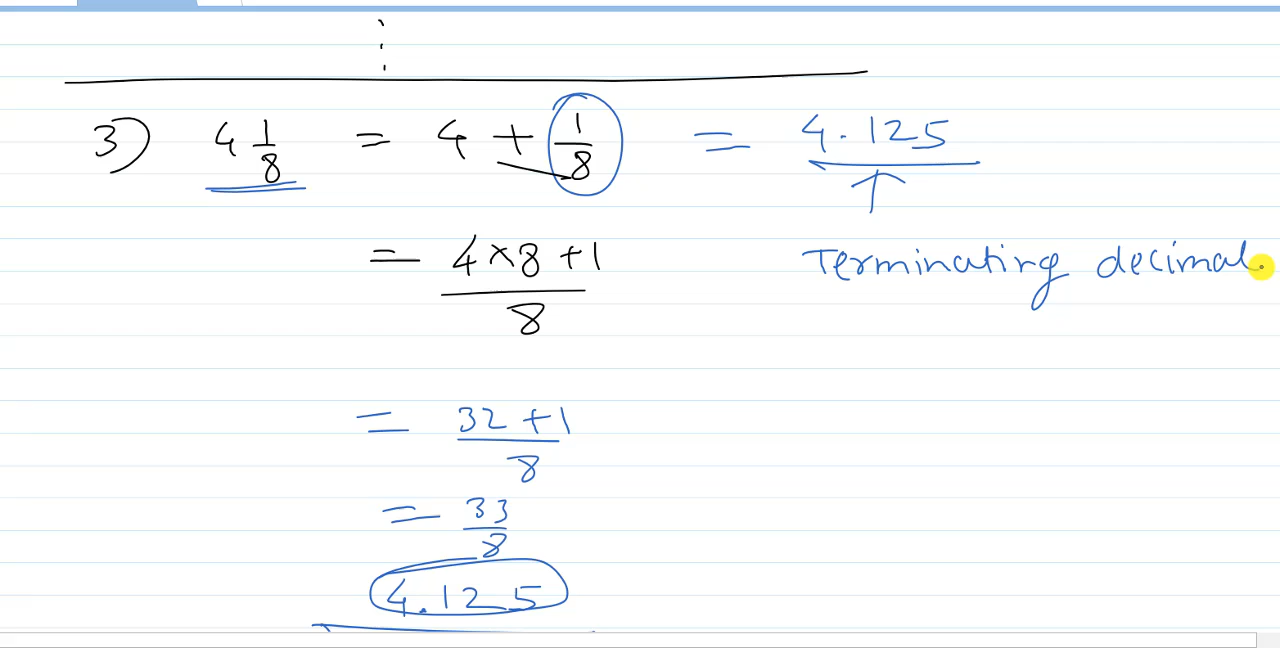 3) 4 1/8 = 4 + 1/8 = 4.125
= 4×8+1/8
Terminating decimal.
= 32+1/8
= 33/8
4.125